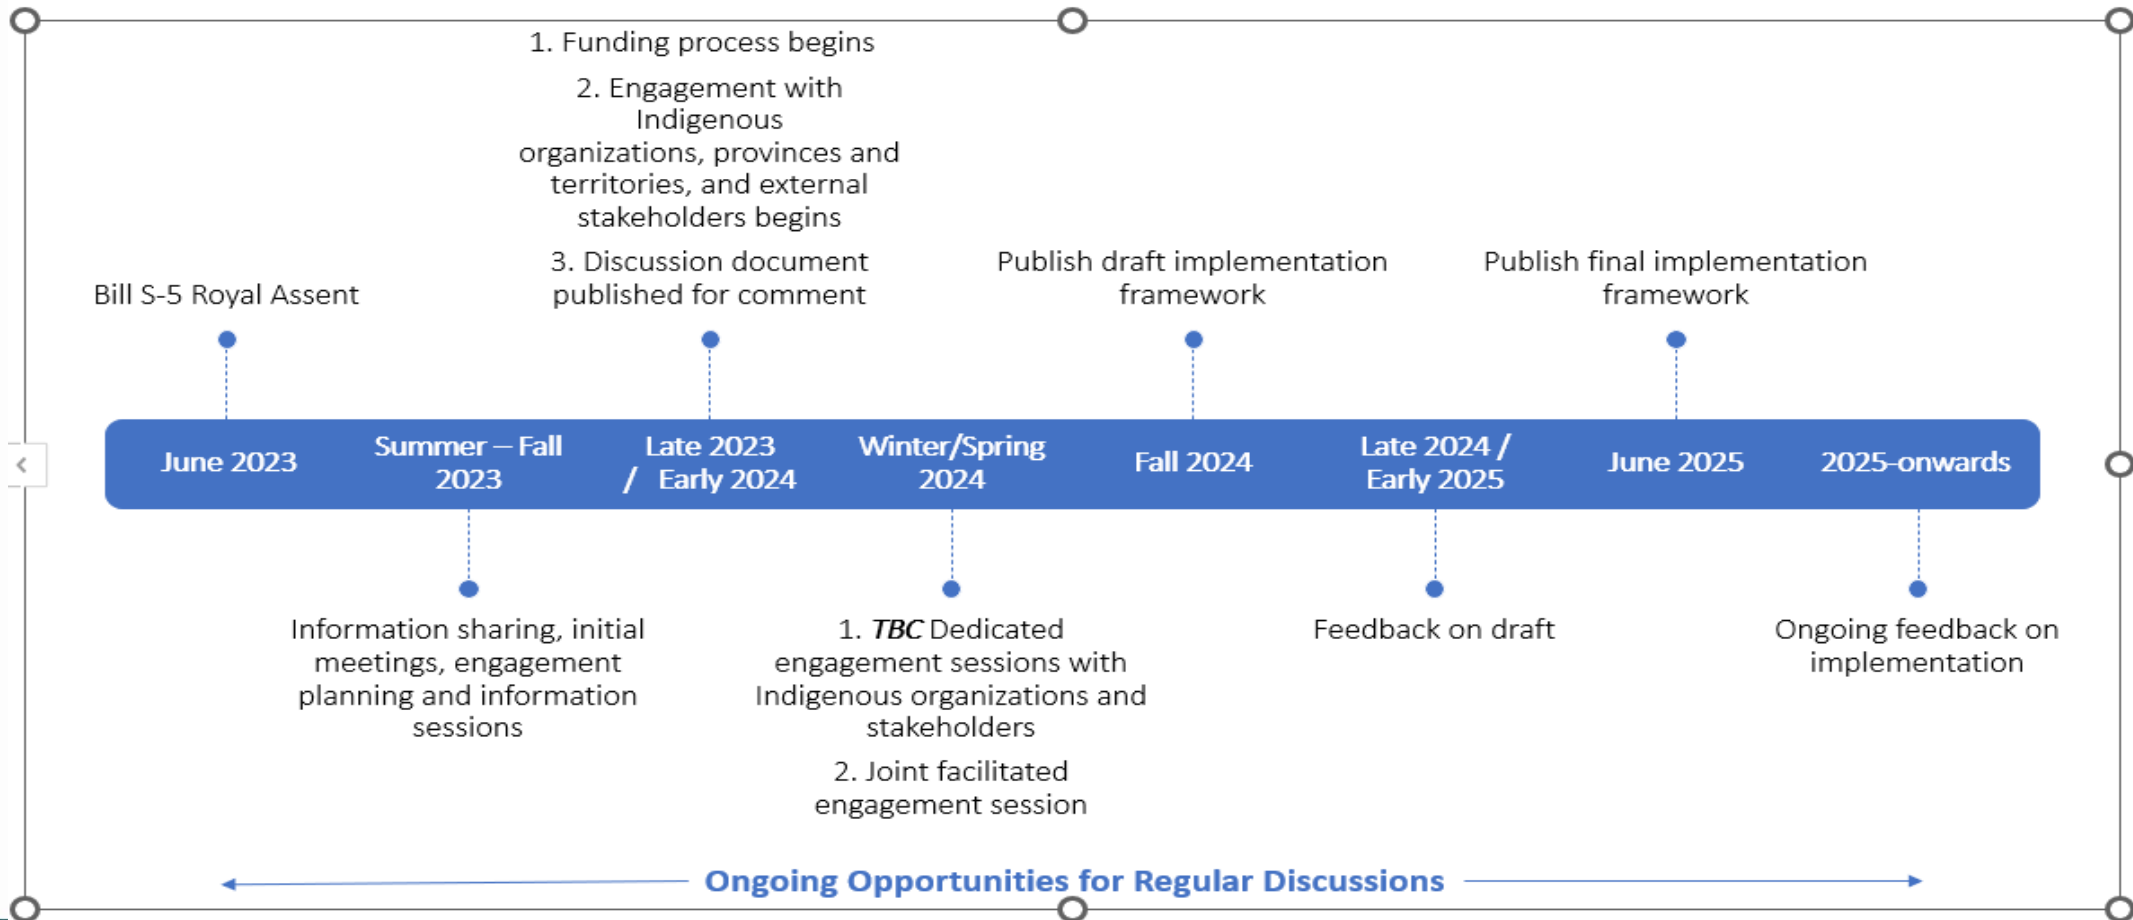 1. Funding process begins
2. Engagement with
Indigenous
organizations, provinces and
territories, and external
stakeholders begins
3. Discussion document
published for comment
Bill S-5 Royal Assent
Publish draft implementation
framework
Publish final implementation
framework
June 2023
Summer – Fall
2023
Late 2023
/ Early 2024
Winter/Spring
2024
Fall 2024
Late 2024 /
Early 2025
June 2025
2025-onwards
Information sharing, initial
meetings, engagement
planning and information
sessions
1. TBC Dedicated
engagement sessions with
Indigenous organizations and
stakeholders
2. Joint facilitated
engagement session
Feedback on draft
Ongoing feedback on
implementation
Ongoing Opportunities for Regular Discussions